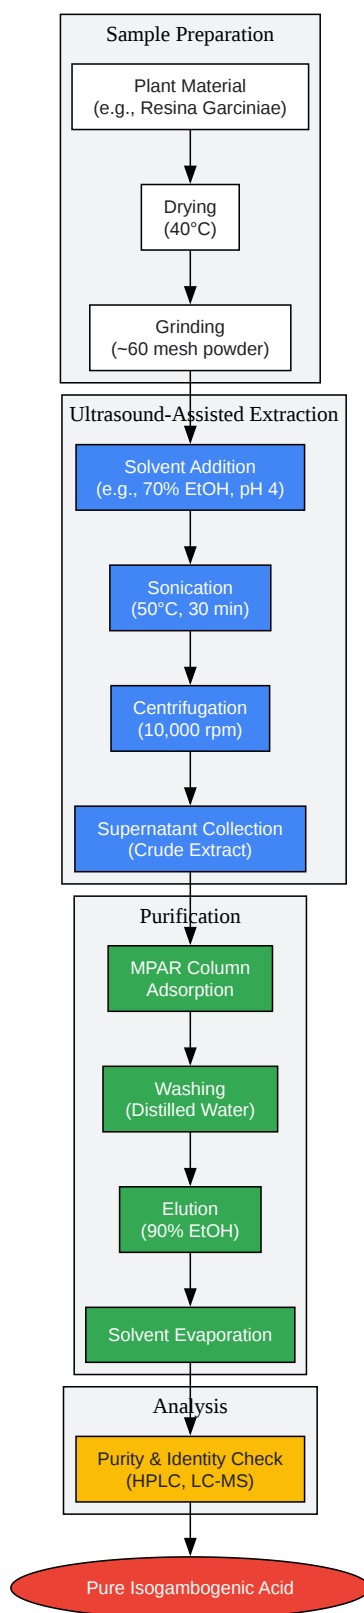 Sample Preparation
Plant Material
(e.g., Resina Garciniae)
Drying
(40°C)
Grinding
(~60 mesh powder)
Ultrasound-Assisted Extraction
Solvent Addition
(e.g., 70% EtOH, pH 4)
Sonication
(50°C, 30 min)
Centrifugation
(10,000 rpm)
Supernatant Collection
(Crude Extract)
Purification
MPAR Column
Adsorption
Washing
(Distilled Water)
Elution
(90% EtOH)
Solvent Evaporation
Analysis
Purity & Identity Check
(HPLC, LC-MS)
Pure Isogambogenic Acid